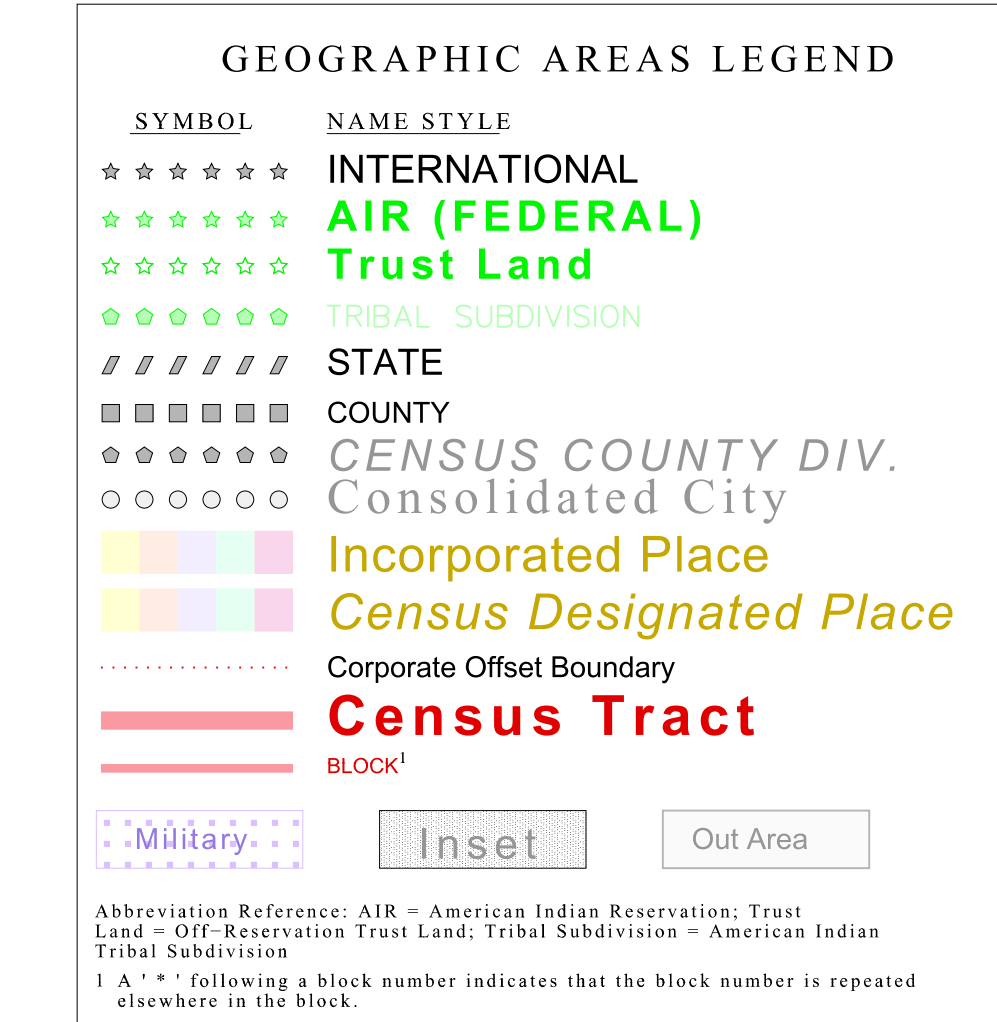 GEOGRAPHIC AREAS LEGEND
SYMBOL NAME STYLE
INTERNATIONAL
AIR (FEDERAL)
Trust Land
TRIBAL SUBDIVISION
STATE
COUNTY
CENSUS COUNTY DIV.
Consolidated City
Incorporated Place
Census Designated Place
Corporate Offset Boundary
Census Tract
BLOCK1
Military Inset Out Area
Abbreviation Reference: AIR = American Indian Reservation; Trust
Land = Off−Reservation Trust Land; Tribal Subdivision = American Indian
Tribal Subdivision
1 A ' * ' following a block number indicates that the block number is repeated
elsewhere in the block.